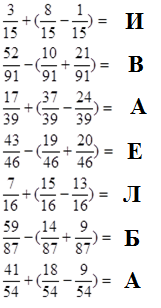 3/15 + (8/15 − 1/15) = И
52/91 − (10/91 + 21/91) = В
17/39 + (37/39 − 24/39) = А
43/46 − (19/46 + 20/46) = Е
7/16 + (15/16 − 13/16) = Л
59/87 − (14/87 + 9/87) = Б
41/54 + (18/54 − 9/54) = А